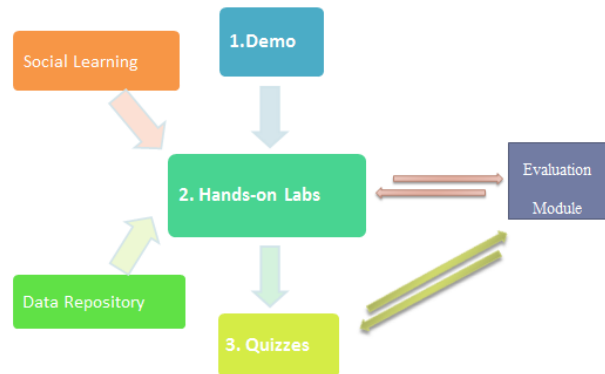 1.Demo
Social Learning
2. Hands-on Labs
Evaluation
Module
Data Repository
3. Quizzes